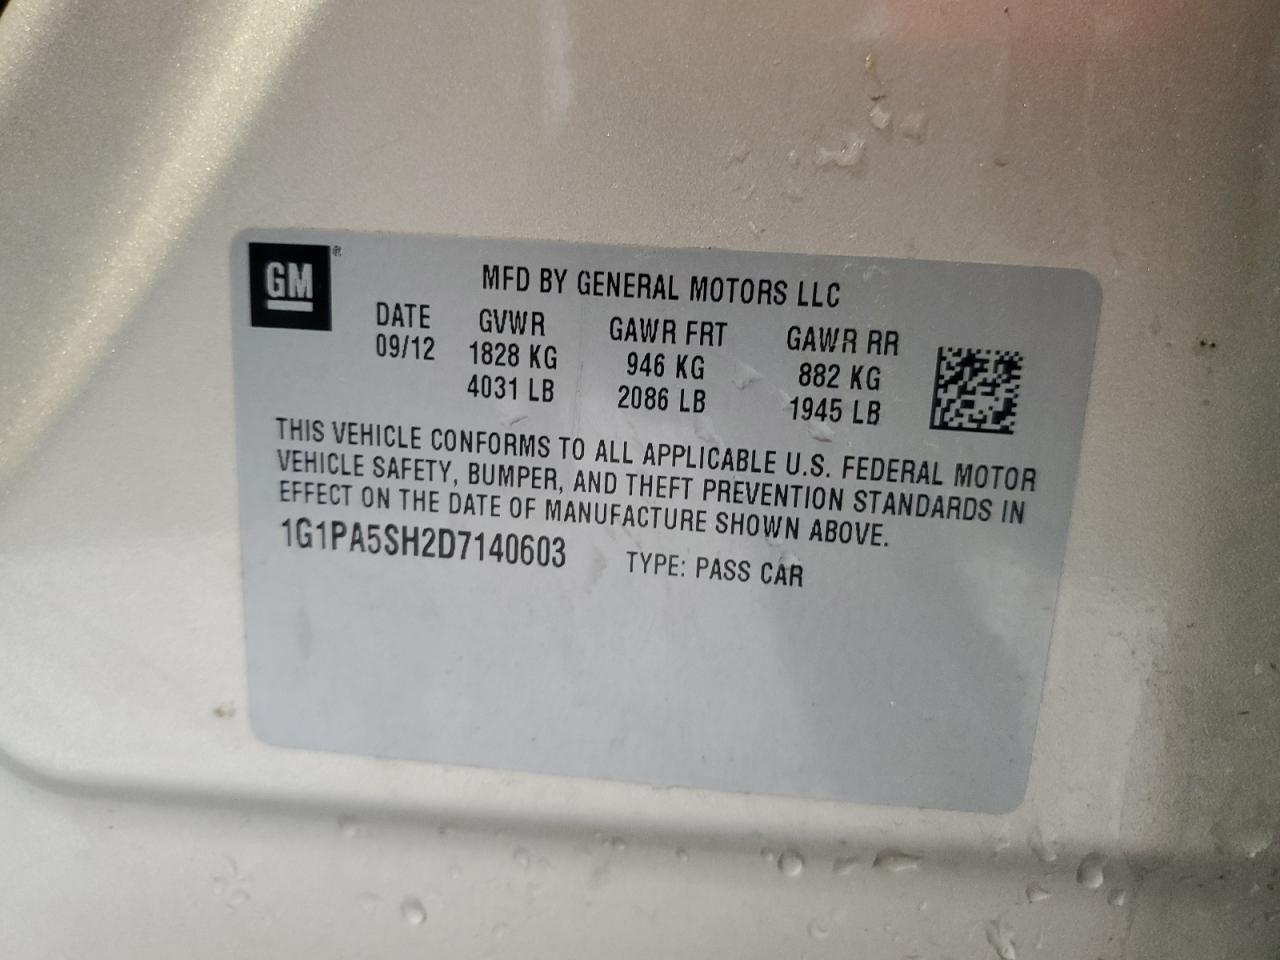 GM®
MFD BY GENERAL MOTORS LLC
DATE GVWR GAWR FRT GAWR RR
09/12 1828 KG 946 KG 882 KG
4031 LB 2086 LB 1945 LB
THIS VEHICLE CONFORMS TO ALL APPLICABLE U.S. FEDERAL MOTOR
VEHICLE SAFETY, BUMPER, AND THEFT PREVENTION STANDARDS IN
EFFECT ON THE DATE OF MANUFACTURE SHOWN ABOVE.
1G1PA5SH2D7140603 TYPE: PASS CAR